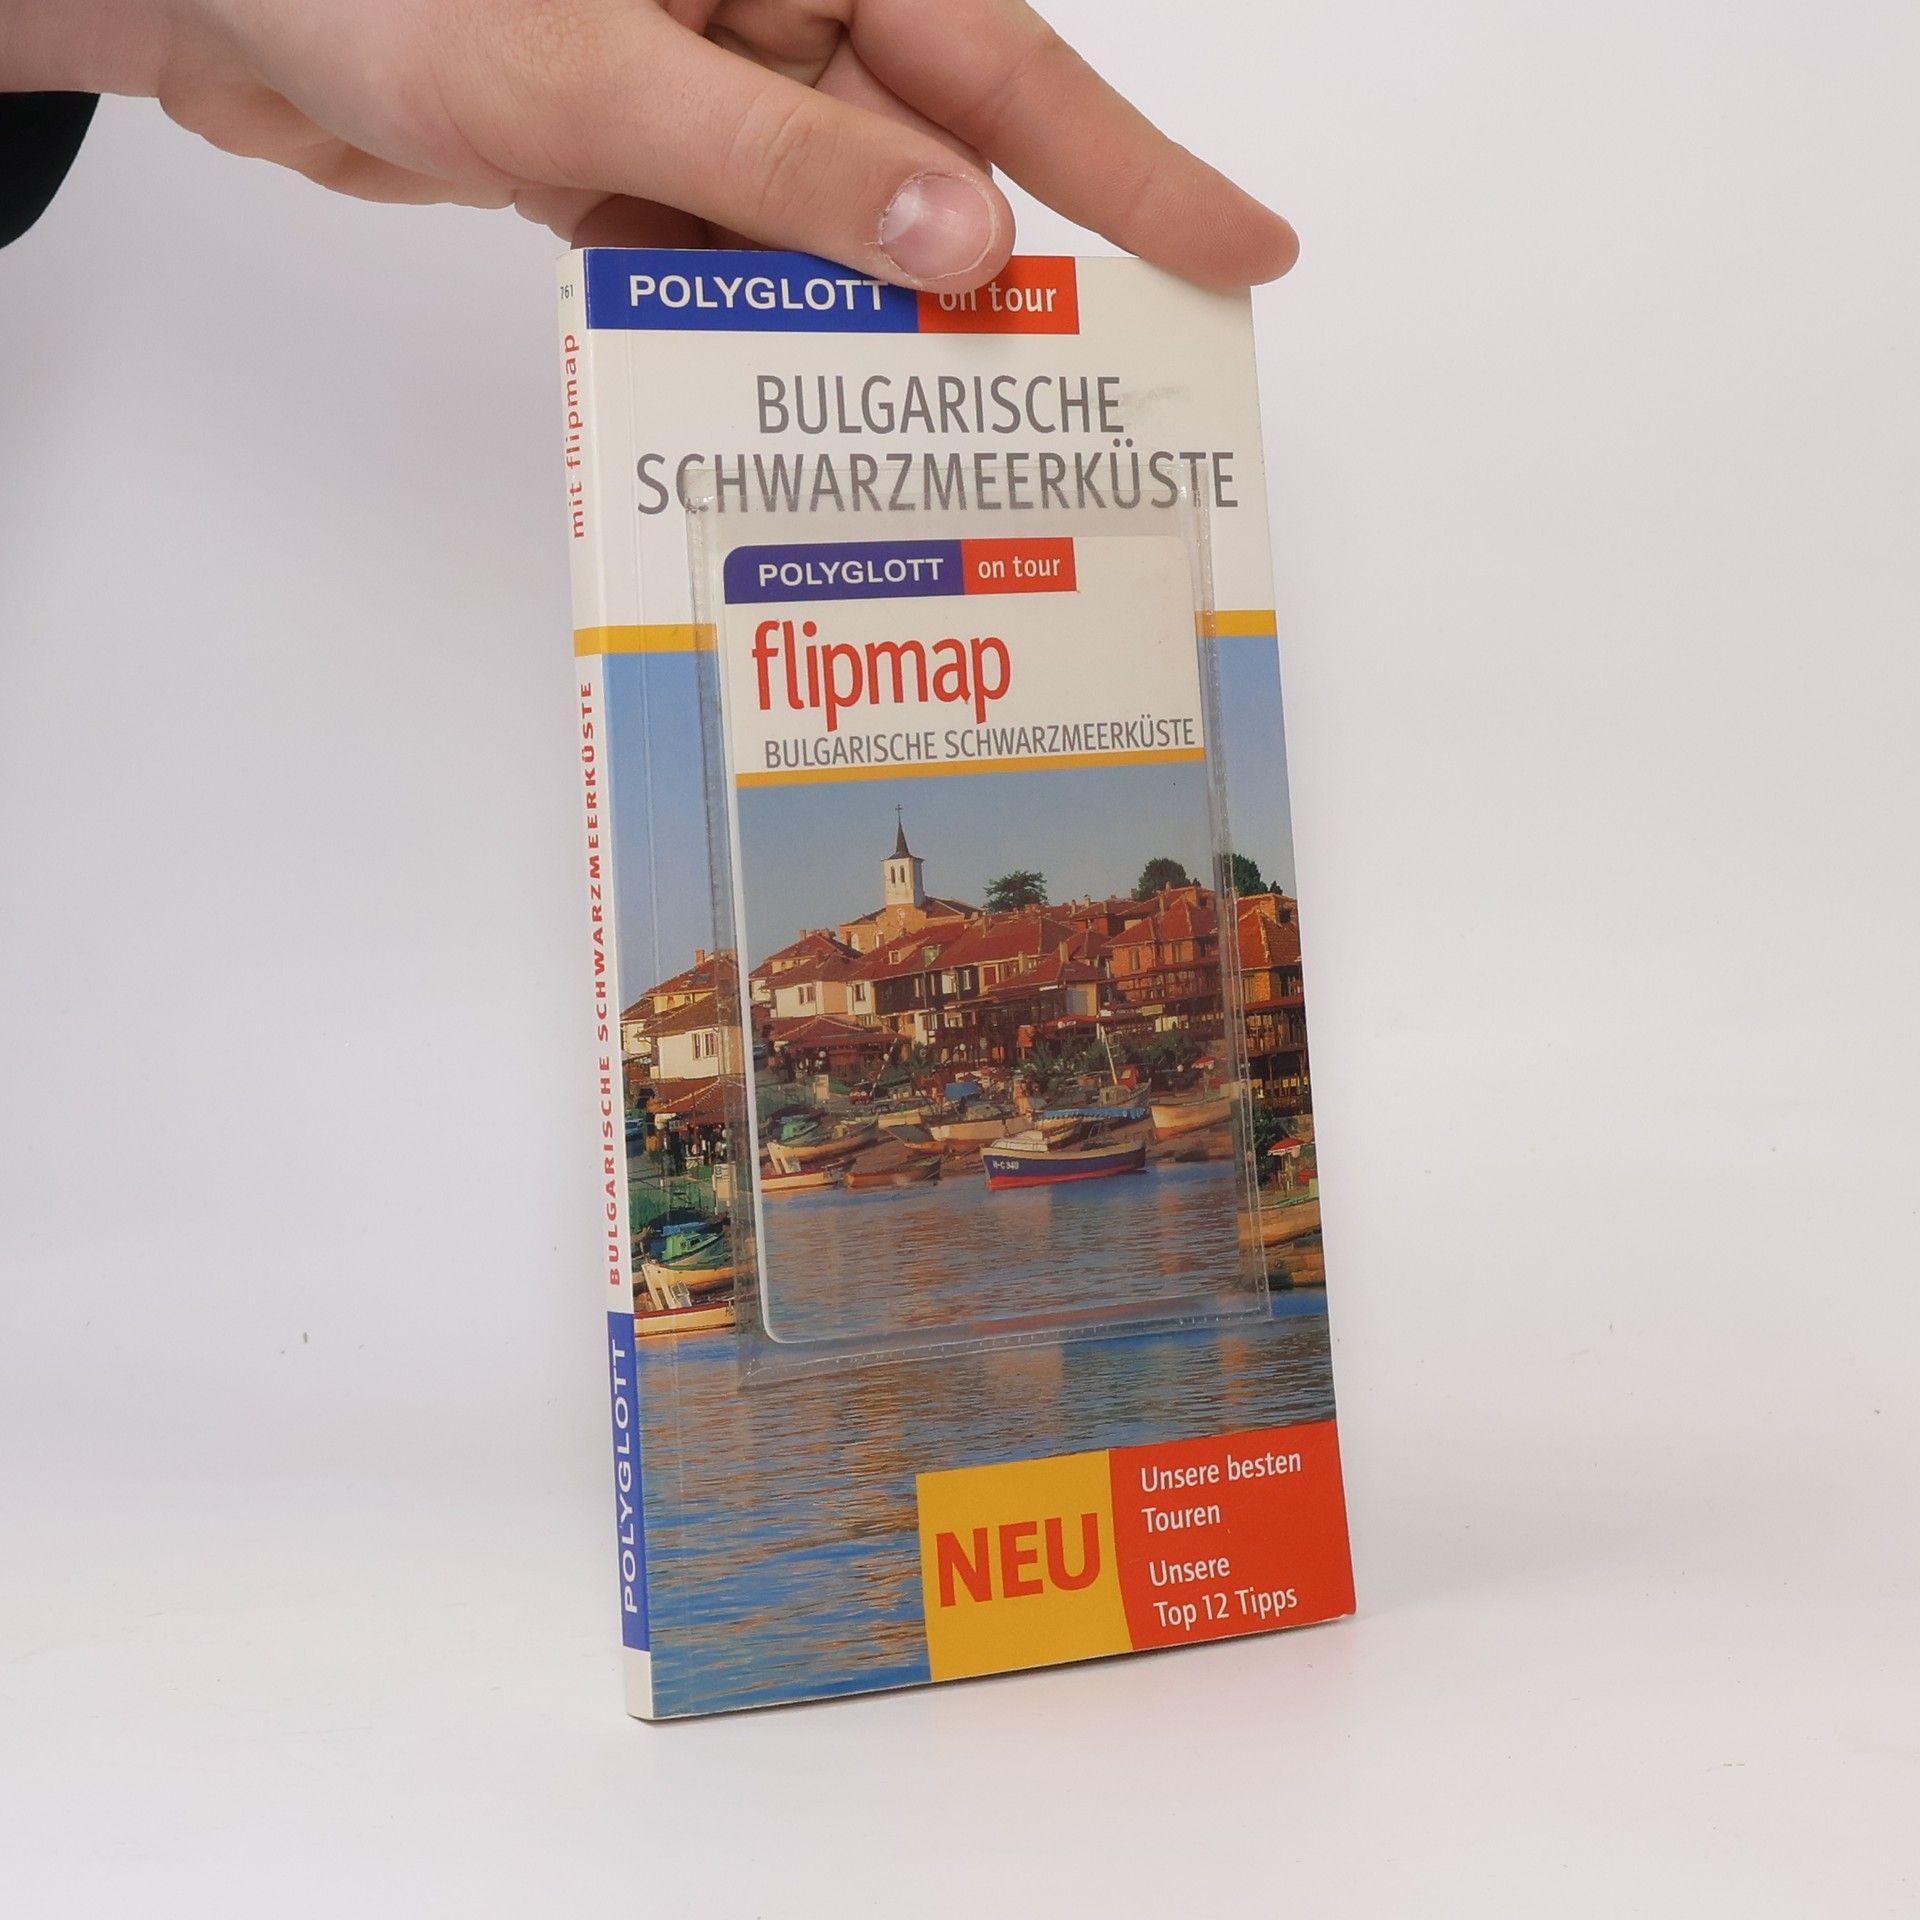 POLYGLOTT on tour
BULGARISCHE
SCHWARZMEERKÜSTE
POLYGLOTT on tour
flipmap
BULGARISCHE SCHWARZMEERKÜSTE
H-C 340
NEU
Unsere besten
Touren
Unsere
Top 12 Tipps
761
mit flipmap
BULGARISCHE SCHWARZMEERKÜSTE
POLYGLOTT